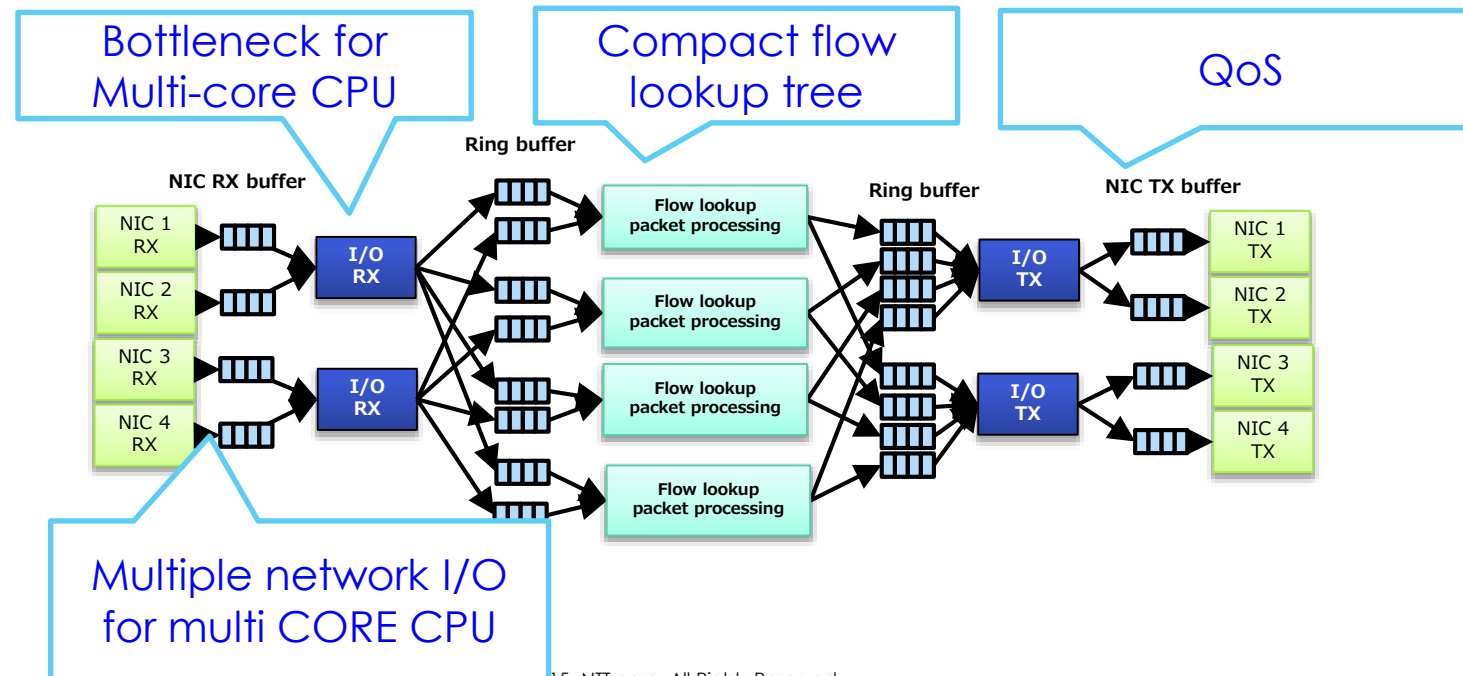 Bottleneck for
Multi-core CPU
Compact flow
lookup tree
QoS
Ring buffer
NIC RX buffer
Ring buffer
NIC TX buffer
NIC 1
RX
NIC 2
RX
NIC 3
RX
NIC 4
RX
I/O
RX
I/O
RX
Flow lookup
packet processing
Flow lookup
packet processing
Flow lookup
packet processing
Flow lookup
packet processing
I/O
TX
I/O
TX
NIC 1
TX
NIC 2
TX
NIC 3
TX
NIC 4
TX
Multiple network I/O
for multi CORE CPU